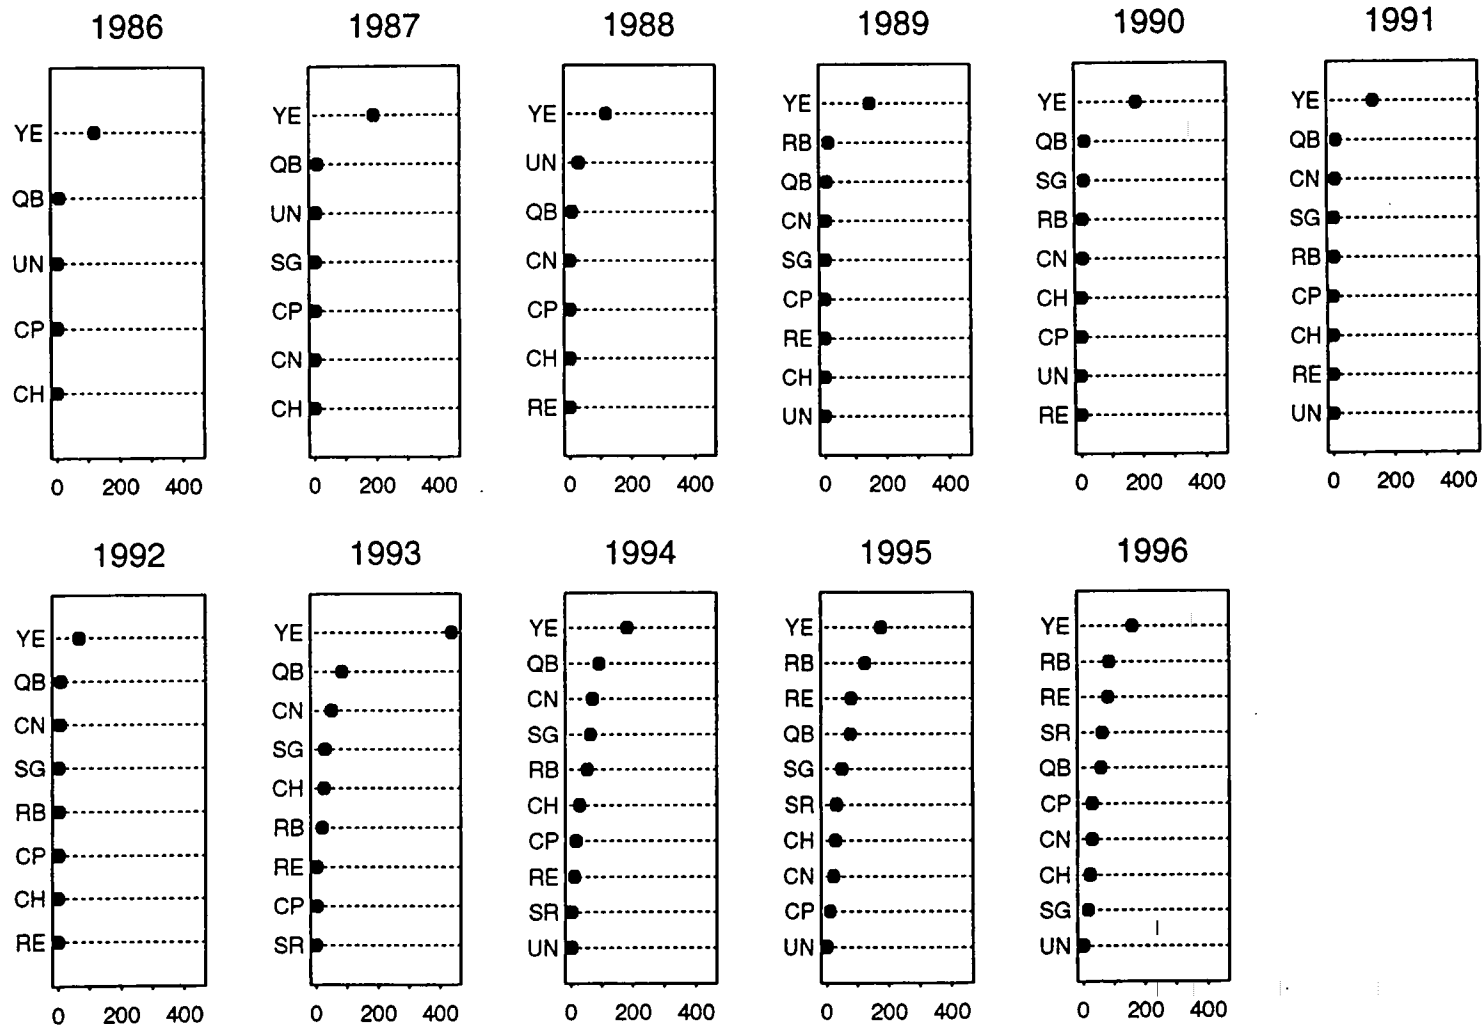 1986 1987 1988 1989 1990 1991
YE YE YE YE YE YE
QB QB UN RB QB QB
UN UN QB QB SG CN
CP SG CN CN RB SG
CH CP CP SG CN RB
CN CH CP CH CP
CH RE RE CP CH
CH UN RE
UN RE UN
0 200 400 0 200 400 0 200 400 0 200 400 0 200 400 0 200 400
1992 1993 1994 1995 1996
YE YE YE YE YE
QB QB QB RB RB
CN CN CN RE RE
SG SG SG QB SR
RB CH RB SG QB
CP RB CH SR CP
CH RE CP CH CN
RE CP RE CN CH
SR SR CP SG
UN UN UN
0 200 400 0 200 400 0 200 400 0 200 400 0 200 400